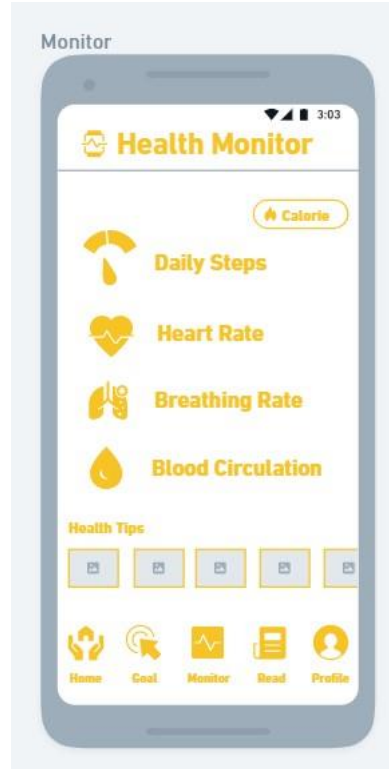 Monitor
3:03
Health Monitor
Calorie
Daily Steps
Heart Rate
Breathing Rate
Blood Circulation
Health Tips
Home Goal Monitor Read Profile